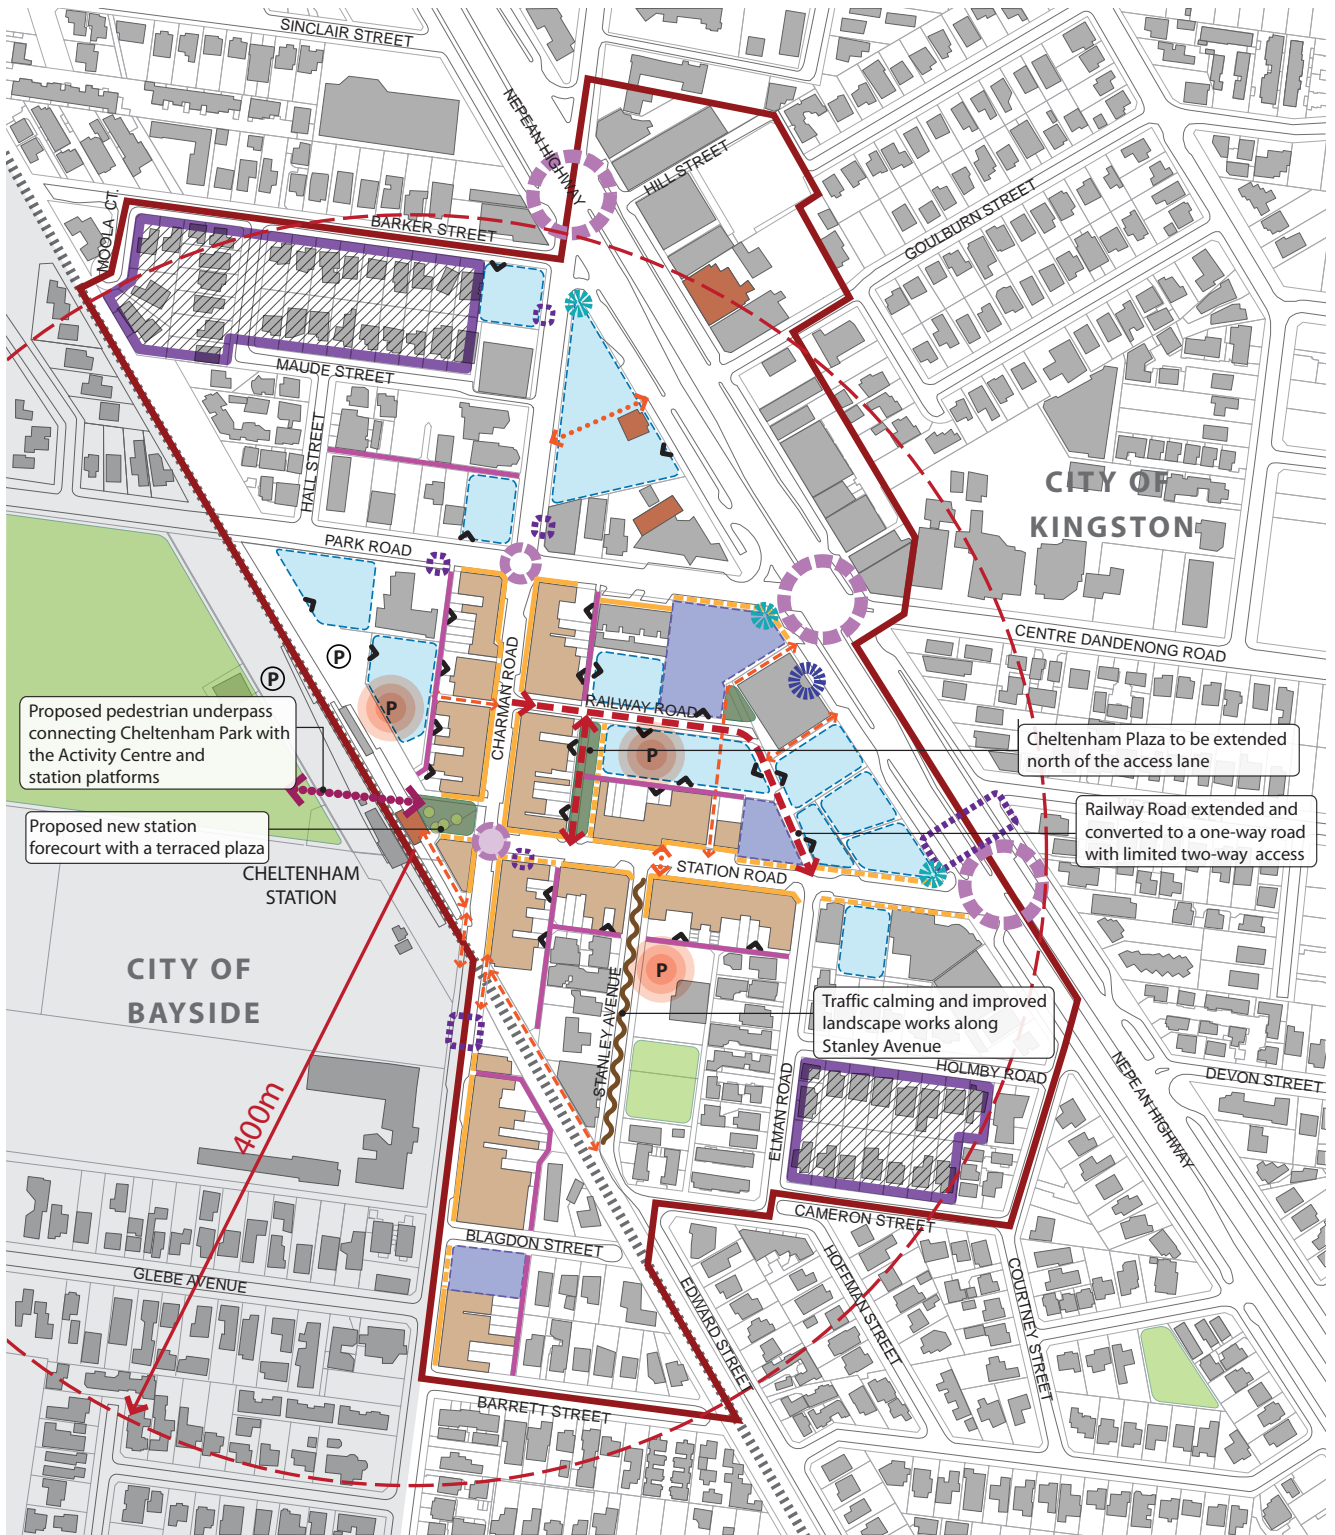 SINCLAIR STREET
NEPEAN HIGHWAY
HILL STREET
GOULBURN STREET
MOOLA CT.
BARKER STREET
MAUDE STREET
HALL STREET
CITY OF
KINGSTON
PARK ROAD
CENTRE DANDENONG ROAD
CHARMAN ROAD
RAILWAY ROAD
P
P
P
P
Proposed pedestrian underpass
connecting Cheltenham Park with
the Activity Centre and
station platforms
Cheltenham Plaza to be extended
north of the access lane
Railway Road extended and
converted to a one-way road
with limited two-way access
Proposed new station
forecourt with a terraced plaza
CHELTENHAM
STATION
STATION ROAD
CITY OF
BAYSIDE
P
STANLEY AVENUE
Traffic calming and improved
landscape works along
Stanley Avenue
HOLMBY ROAD
DEVON STREET
NEPEAN HIGHWAY
ELMAN ROAD
400m
CAMERON STREET
BLAGDON STREET
GLEBE AVENUE
EDWARD STREET
HOFFMAN STREET
COURTNEY STREET
BARRETT STREET